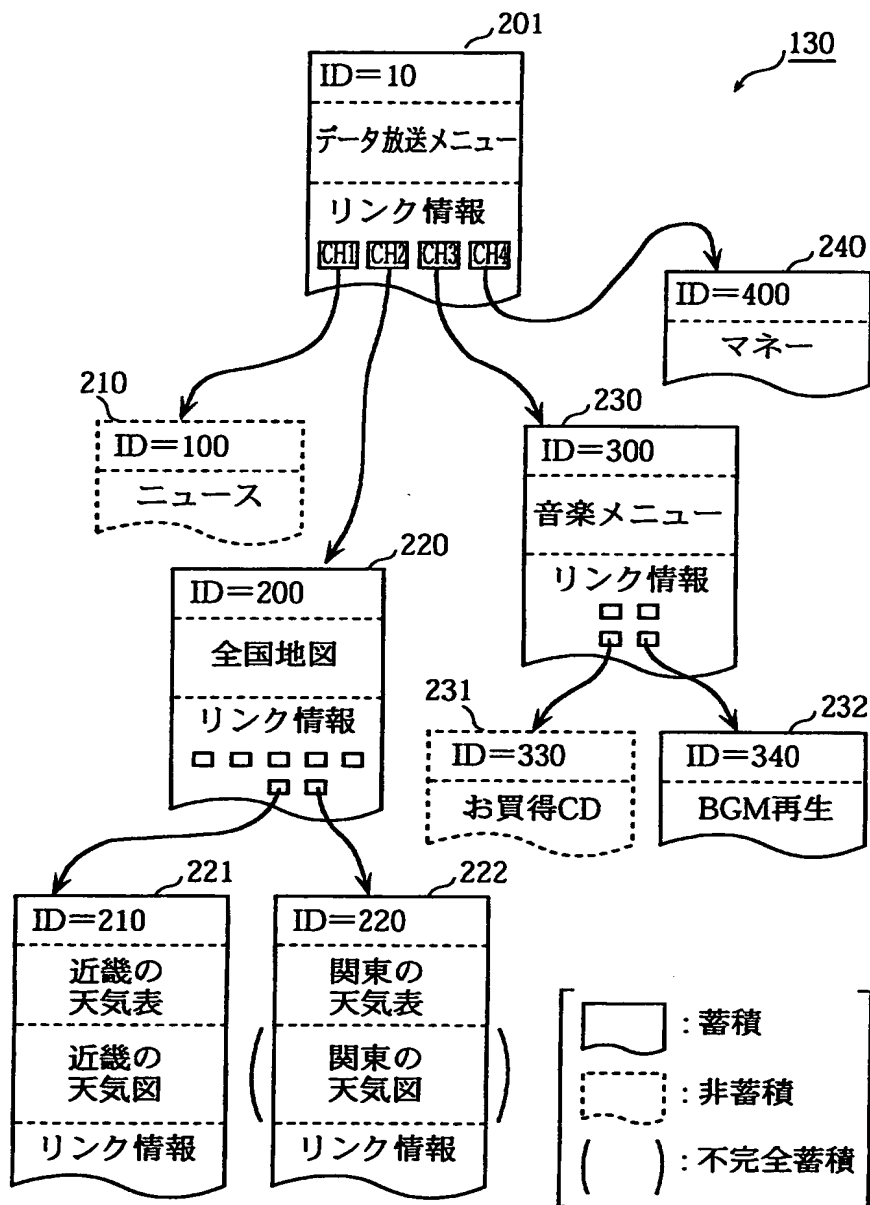 201
130
ID=10
データ放送メニュー
リンク情報
CH1 CH2 CH3 CH4
240
ID=400
マネー
210
ID=100
ニュース
230
ID=300
音楽メニュー
リンク情報
220
ID=200
全国地図
リンク情報
231
ID=330
お買得CD
232
ID=340
BGM再生
221
ID=210
近畿の
天気表
近畿の
天気図
リンク情報
222
ID=220
関東の
天気表
関東の
天気図
リンク情報
:蓄積
:非蓄積
( ):不完全蓄積